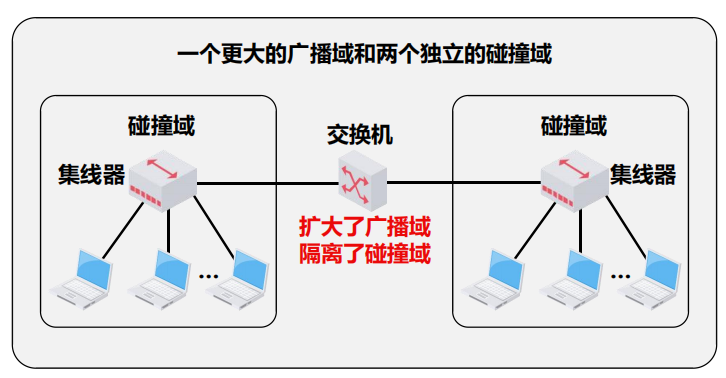 一个更大的广播域和两个独立的碰撞域
碰撞域
集线器
...
交换机
扩大了广播域
隔离了碰撞域
碰撞域
集线器
...